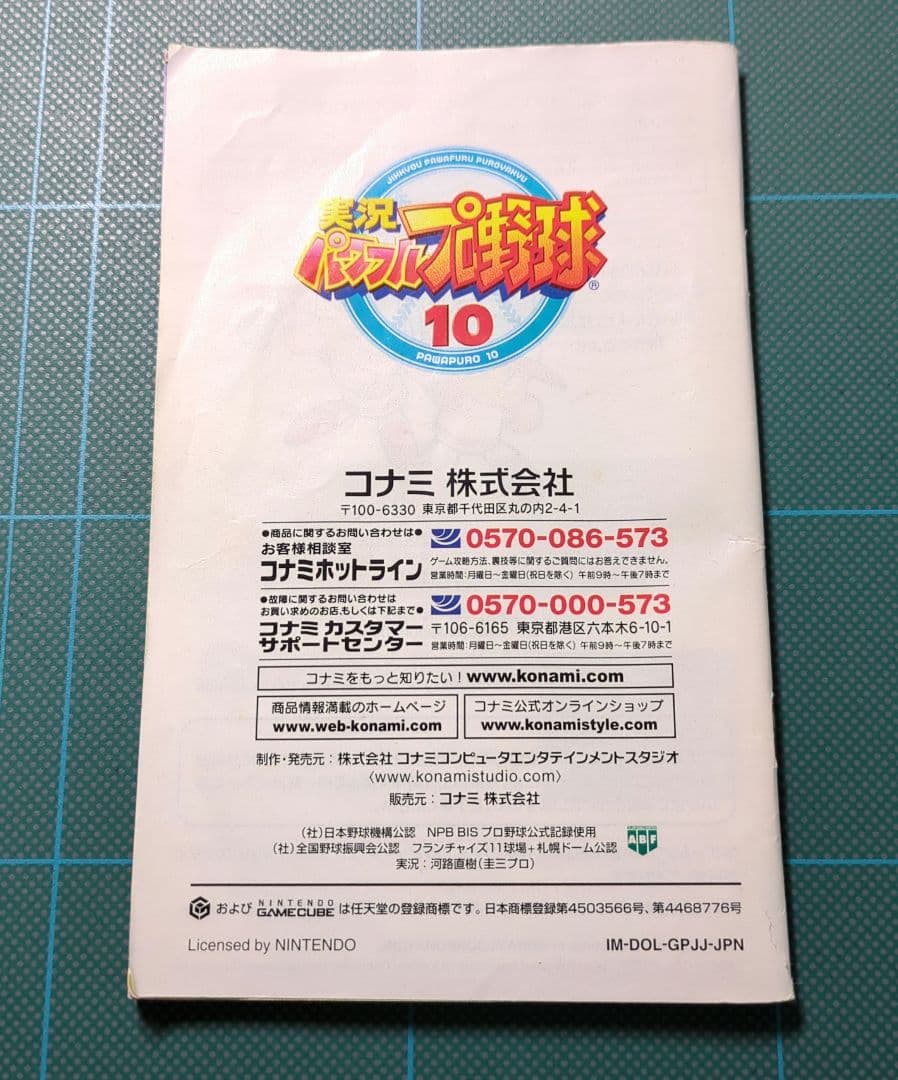 JIKKYOU PAWAFURU PUROYAKYU
実況
パワフルプロ野球®
10
PAWAPURO 10
コナミ 株式会社
〒100-6330 東京都千代田区丸の内2-4-1
●商品に関するお問い合わせは●
お客様相談室
コナミホットライン
0570-086-573
ゲーム攻略方法、裏技等に関するご質問にはお答えできません。
営業時間:月曜日〜金曜日(祝日を除く) 午前9時〜午後7時まで
●故障に関するお問い合わせは
お買い求めのお店、もしくは下記まで●
コナミ カスタマー
サポートセンター
0570-000-573
〒106-6165 東京都港区六本木6-10-1
営業時間:月曜日〜金曜日(祝日を除く) 午前9時〜午後7時まで
コナミをもっと知りたい!www.konami.com
商品情報満載のホームページ
www.web-konami.com
コナミ公式オンラインショップ
www.konamistyle.com
制作・発売元:株式会社 コナミコンピュータエンタテインメントスタジオ
〈www.konamistudio.com〉
販売元:コナミ 株式会社
(社)日本野球機構公認 NPB BIS プロ野球公式記録使用
(社)全国野球振興会公認 フランチャイズ11球場+札幌ドーム公認
実況:河路直樹(圭三プロ)
ABF
および NINTENDO GAMECUBE は任天堂の登録商標です。日本商標登録第4503566号、第4468776号
Licensed by NINTENDO
IM-DOL-GPJJ-JPN